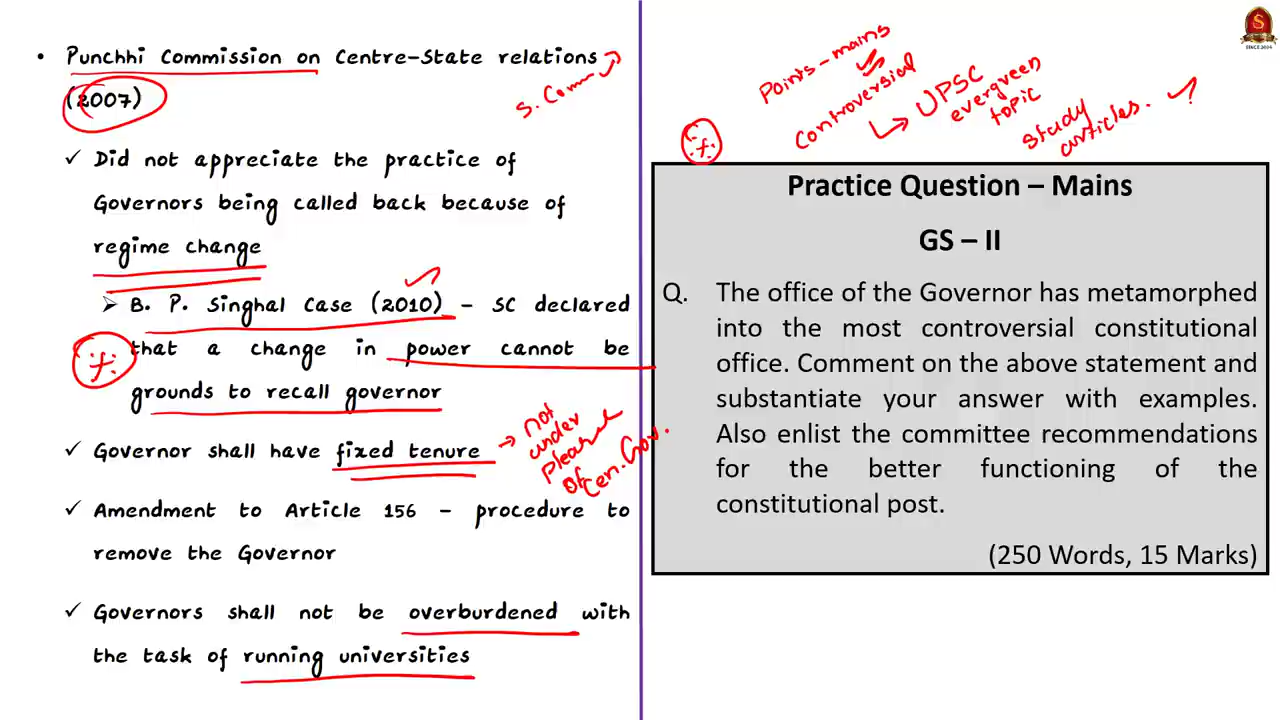 • Punchhi Commission on Centre-State relations
(2007)
S. Comm
✓ Did not appreciate the practice of
Governors being called back because of
regime change
➢ B. P. Singhal Case (2010) – SC declared
that a change in power cannot be
grounds to recall governor
✓ Governor shall have fixed tenure
→ not
under
pleasure
of
Cen. Gov.
✓ Amendment to Article 156 – procedure to
remove the Governor
✓ Governors shall not be overburdened with
the task of running universities
Points – mains
controversial
↳ UPSC
evergreen
topic
study
articles.
S
SINCE 2004
Practice Question – Mains
GS – II
Q. The office of the Governor has metamorphed
into the most controversial constitutional
office. Comment on the above statement and
substantiate your answer with examples.
Also enlist the committee recommendations
for the better functioning of the
constitutional post.
(250 Words, 15 Marks)